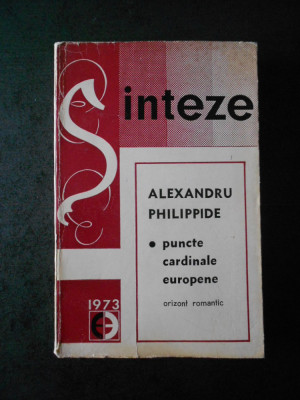 Sinteze
ALEXANDRU
PHILIPPIDE
• puncte
cardinale
europene
orizont romantic
1973